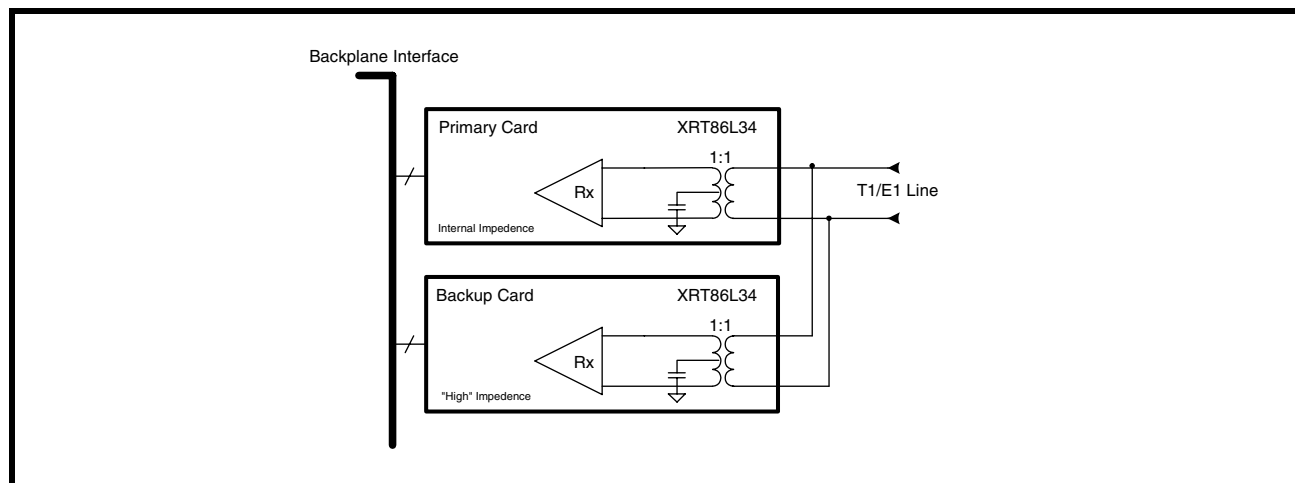 Backplane Interface
Primary Card XRT86L34
1:1
Rx
T1/E1 Line
Internal Impedence
Backup Card XRT86L34
1:1
Rx
"High" Impedence